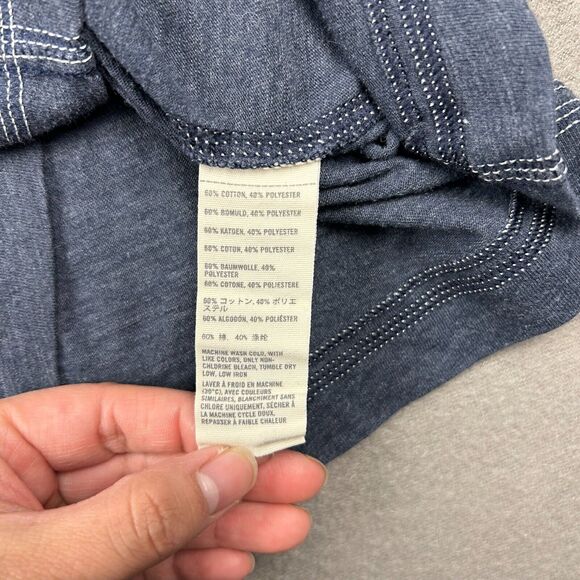 60% COTTON, 40% POLYESTER
60% BOMULD, 40% POLYESTER
60% KATOEN, 40% POLYESTER
60% COTON, 40% POLYESTER
60% BAUMWOLLE, 40%
POLYESTER
60% COTONE, 40% POLIESTERE
60% コットン, 40% ポリエ
ステル
60% ALGODÓN, 40% POLIÉSTER
60% 棉, 40% 涤纶
MACHINE WASH COLD, WITH
LIKE COLORS, ONLY NON-
CHLORINE BLEACH, TUMBLE DRY
LOW, LOW IRON
LAVER À FROID EN MACHINE
(30°C), AVEC COULEURS
SIMILAIRES, BLANCHIMENT SANS
CHLORE UNIQUEMENT, SÉCHER À
LA MACHINE CYCLE DOUX,
REPASSER À FAIBLE CHALEUR